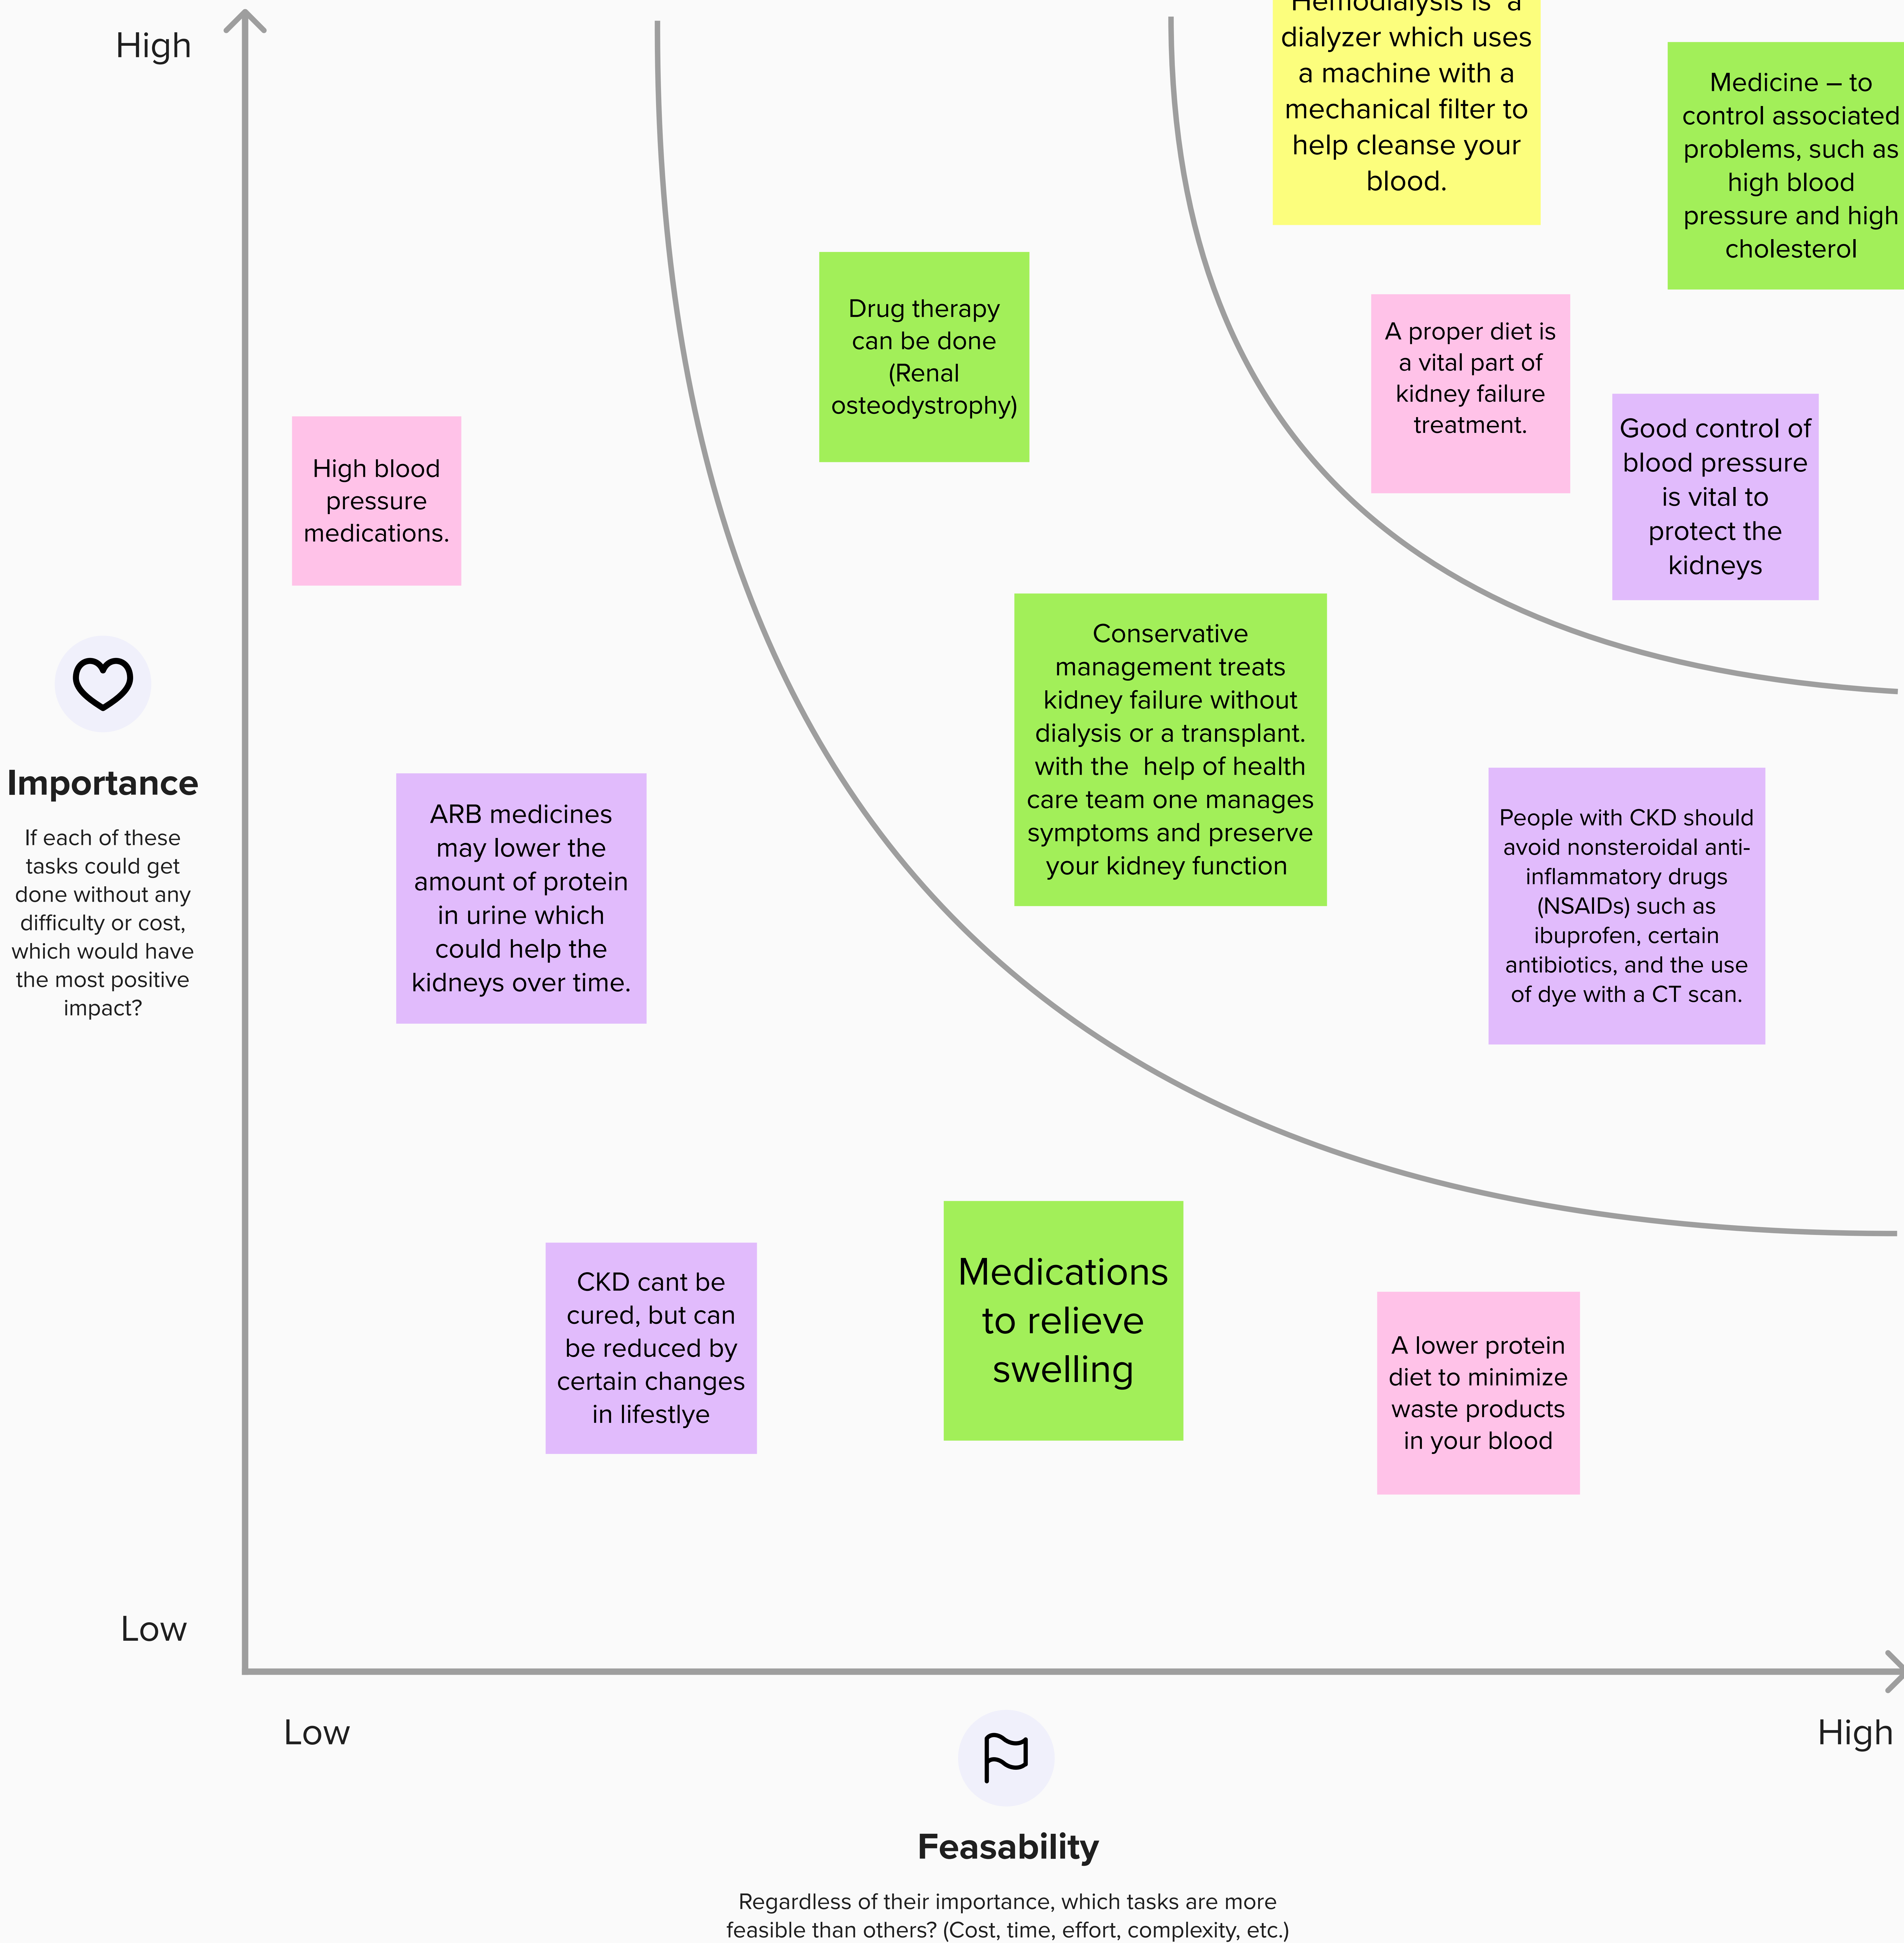 High
Hemodialysis is  a
dialyzer which uses
a machine with a
mechanical filter to
help cleanse your
blood.
Medicine – to
control associated
problems, such as
high blood
pressure and high
cholesterol
Drug therapy
can be done
(Renal
osteodystrophy)
A proper diet is
a vital part of
kidney failure
treatment.
Good control of
blood pressure
is vital to
protect the
kidneys
High blood
pressure
medications.
Conservative
management treats
kidney failure without
dialysis or a transplant.
with the  help of health
care team one manages
symptoms and preserve
your kidney function
Importance
If each of these
tasks could get
done without any
difficulty or cost,
which would have
the most positive
impact?
ARB medicines
may lower the
amount of protein
in urine which
could help the
kidneys over time.
People with CKD should
avoid nonsteroidal anti-
inflammatory drugs
(NSAIDs) such as
ibuprofen, certain
antibiotics, and the use
of dye with a CT scan.
CKD cant be
cured, but can
be reduced by
certain changes
in lifestlye
Medications
to relieve
swelling
A lower protein
diet to minimize
waste products
in your blood
Low
Low
High
Feasability
Regardless of their importance, which tasks are more
feasible than others? (Cost, time, effort, complexity, etc.)